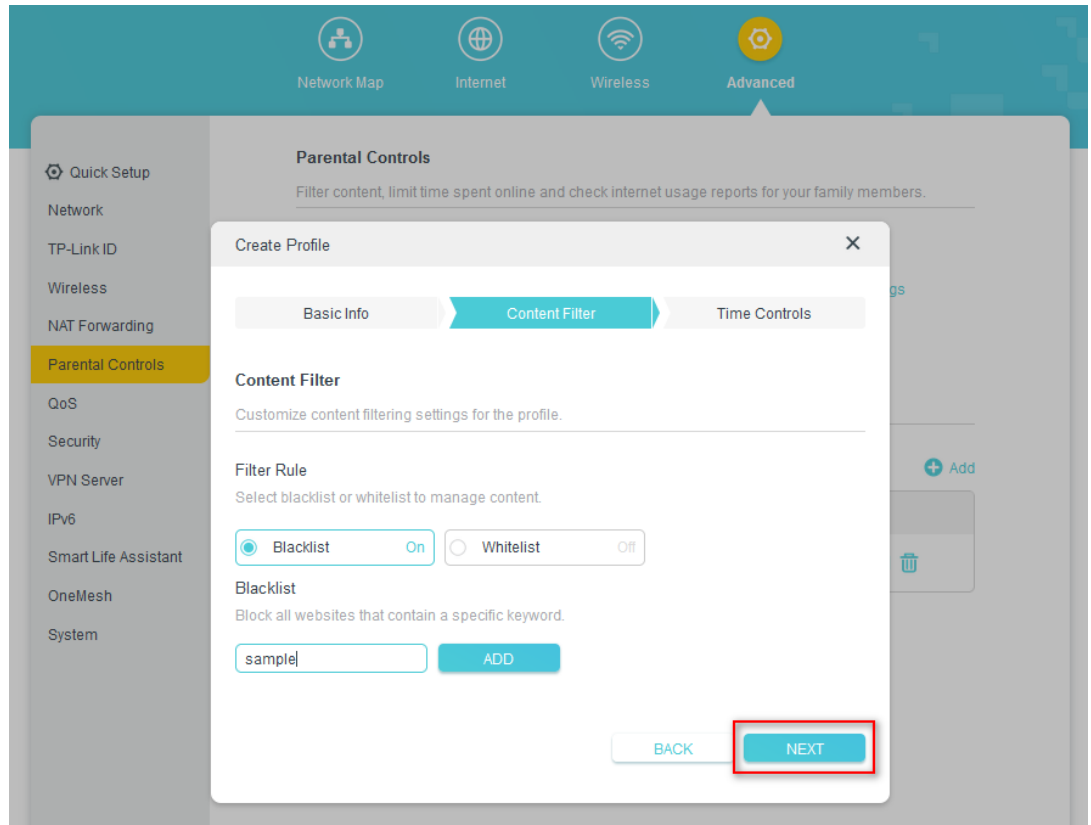 Network Map
Internet
Wireless
Advanced
Quick Setup
Network
TP-Link ID
Wireless
NAT Forwarding
Parental Controls
QoS
Security
VPN Server
IPv6
Smart Life Assistant
OneMesh
System
Parental Controls
Filter content, limit time spent online and check internet usage reports for your family members.
gs
Add
Create Profile
Basic Info
Content Filter
Time Controls
Content Filter
Customize content filtering settings for the profile.
Filter Rule
Select blacklist or whitelist to manage content.
Blacklist On Whitelist Off
Blacklist
Block all websites that contain a specific keyword.
sample ADD
BACK NEXT